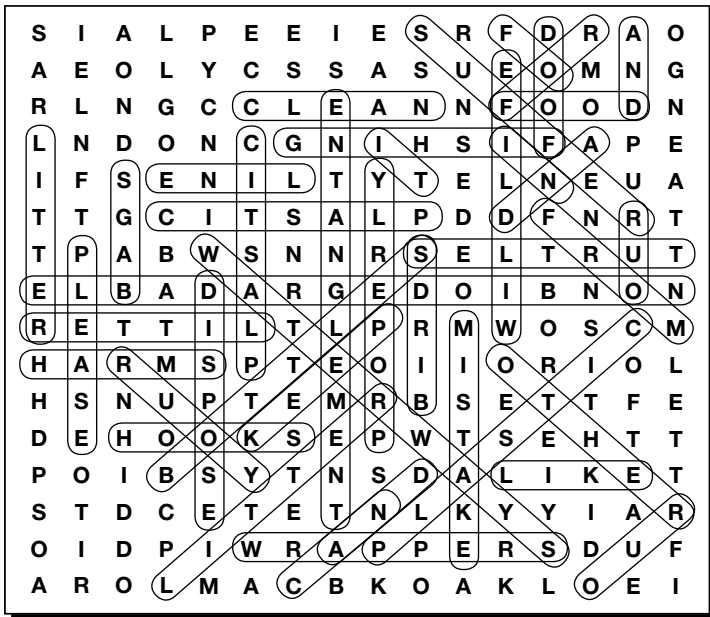 S I A L P E E I E S R F D R A O
A E O L Y C S S A S U E O M N G
R L N G C C L E A N N F O O D N
L N D O N C G N I H S I F A P E
I F S E N I L T Y T E L N E U A
T T G C I T S A L P D D F N R T
T P A B W S N N R S E L T R U T
E L B A D A R G E D O I B N O N
R E T T I L T L P R M W O S C M
H A R M S P T E O I I O R I O L
H S N U P T E M R B S E T T F E
D E H O O K S E P W T S E H T T
P O I B S Y T N S D A L I K E T
S T D C E T E T N L K Y Y I A R
O I D P I W R A P P E R S D U F
A R O L M A C B K O A K L O E I